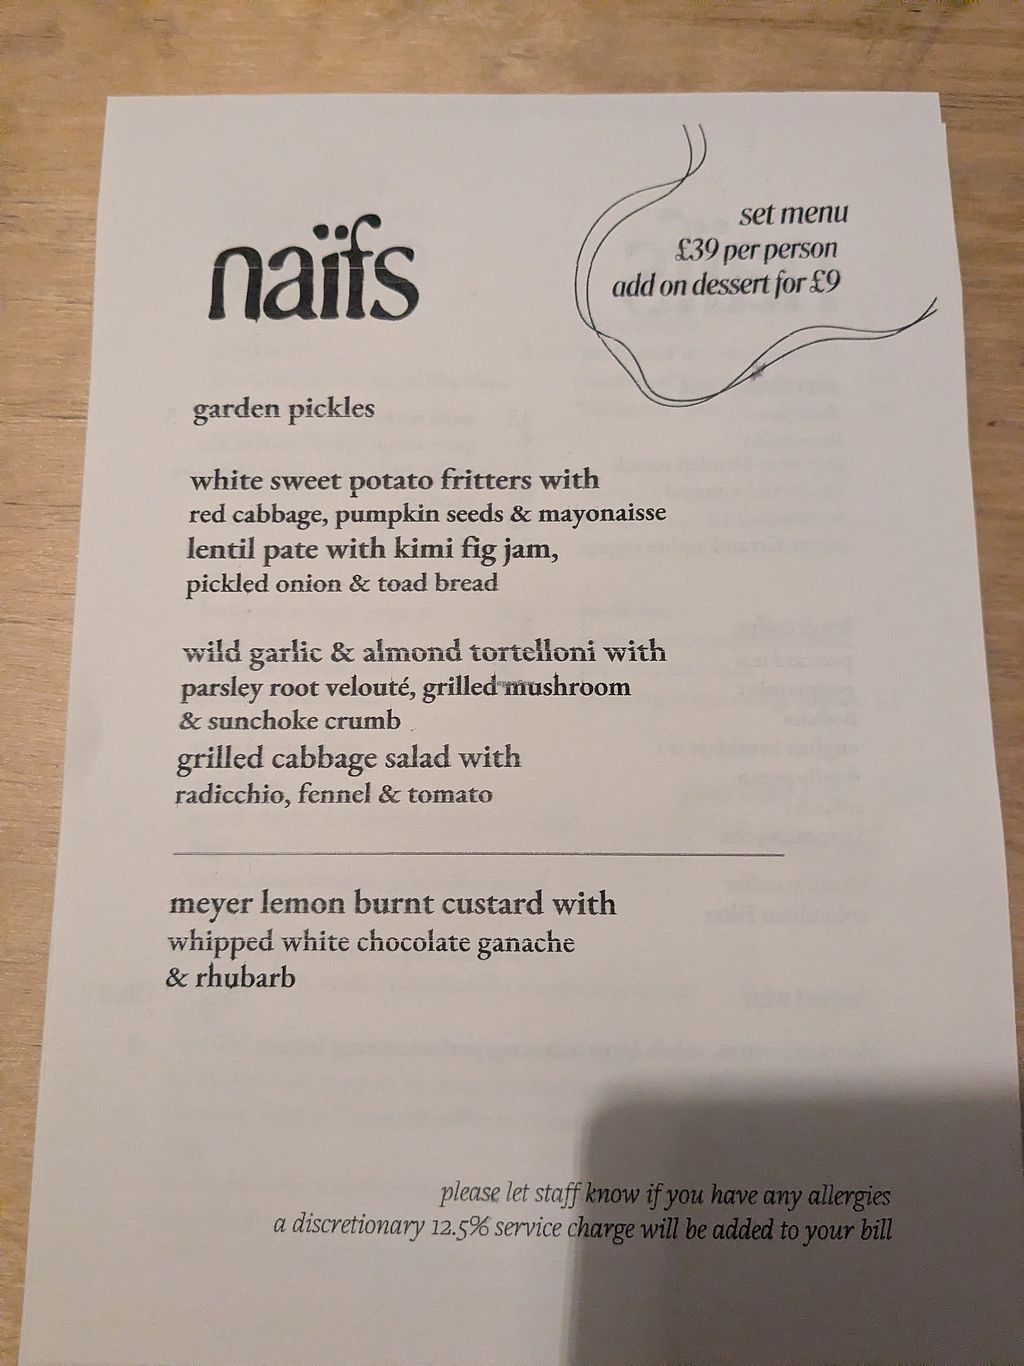 naïfs
set menu
£39 per person
add on dessert for £9
garden pickles
white sweet potato fritters with
red cabbage, pumpkin seeds & mayonaisse
lentil pate with kimi fig jam,
pickled onion & toad bread
wild garlic & almond tortelloni with
parsley root velouté, grilled mushroom
& sunchoke crumb
grilled cabbage salad with
radicchio, fennel & tomato
meyer lemon burnt custard with
whipped white chocolate ganache
& rhubarb
please let staff know if you have any allergies
a discretionary 12.5% service charge will be added to your bill